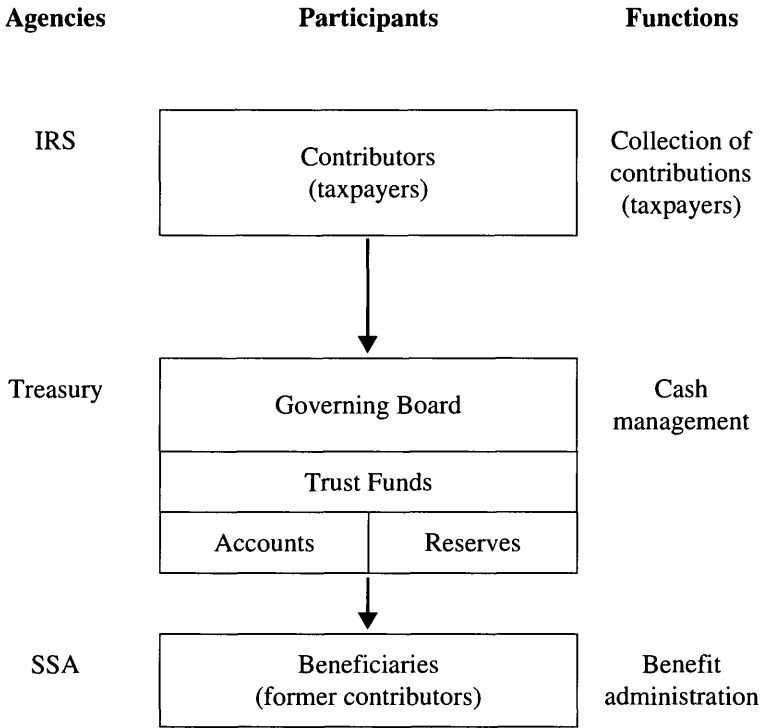 Agencies Participants Functions
IRS
Contributors
(taxpayers)
Collection of
contributions
(taxpayers)
Treasury
Governing Board
Cash
management
Trust Funds
Accounts Reserves
SSA
Beneficiaries
(former contributors)
Benefit
administration